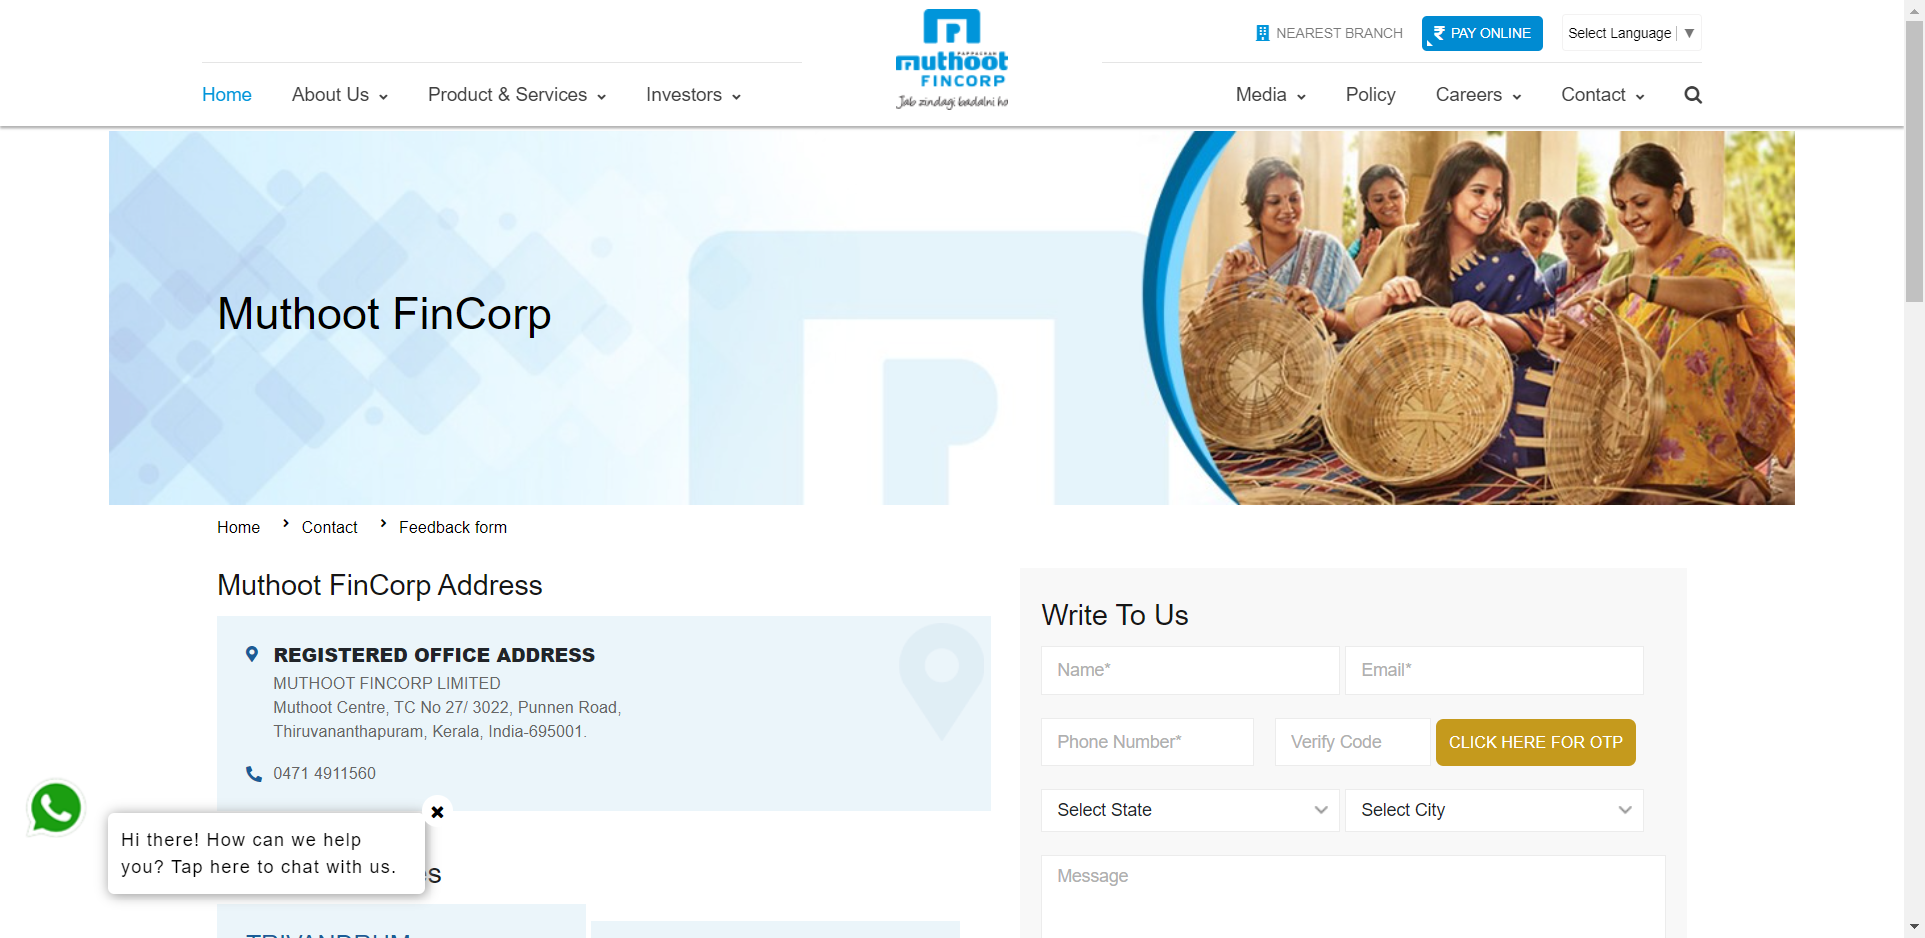 NEAREST BRANCH
PAY ONLINE
Select Language
PAPPACHAN
muthoot
FINCORP
Jab zindagi badalni ho
Home
About Us
Product & Services
Investors
Media
Policy
Careers
Contact
Muthoot FinCorp
Home
Contact
Feedback form
Muthoot FinCorp Address
REGISTERED OFFICE ADDRESS
MUTHOOT FINCORP LIMITED
Muthoot Centre, TC No 27/ 3022, Punnen Road,
Thiruvananthapuram, Kerala, India-695001.
0471 4911560
Hi there! How can we help
you? Tap here to chat with us.
TRIVANDRUM
Write To Us
Name*
Email*
Phone Number*
Verify Code
CLICK HERE FOR OTP
Select State
Select City
Message